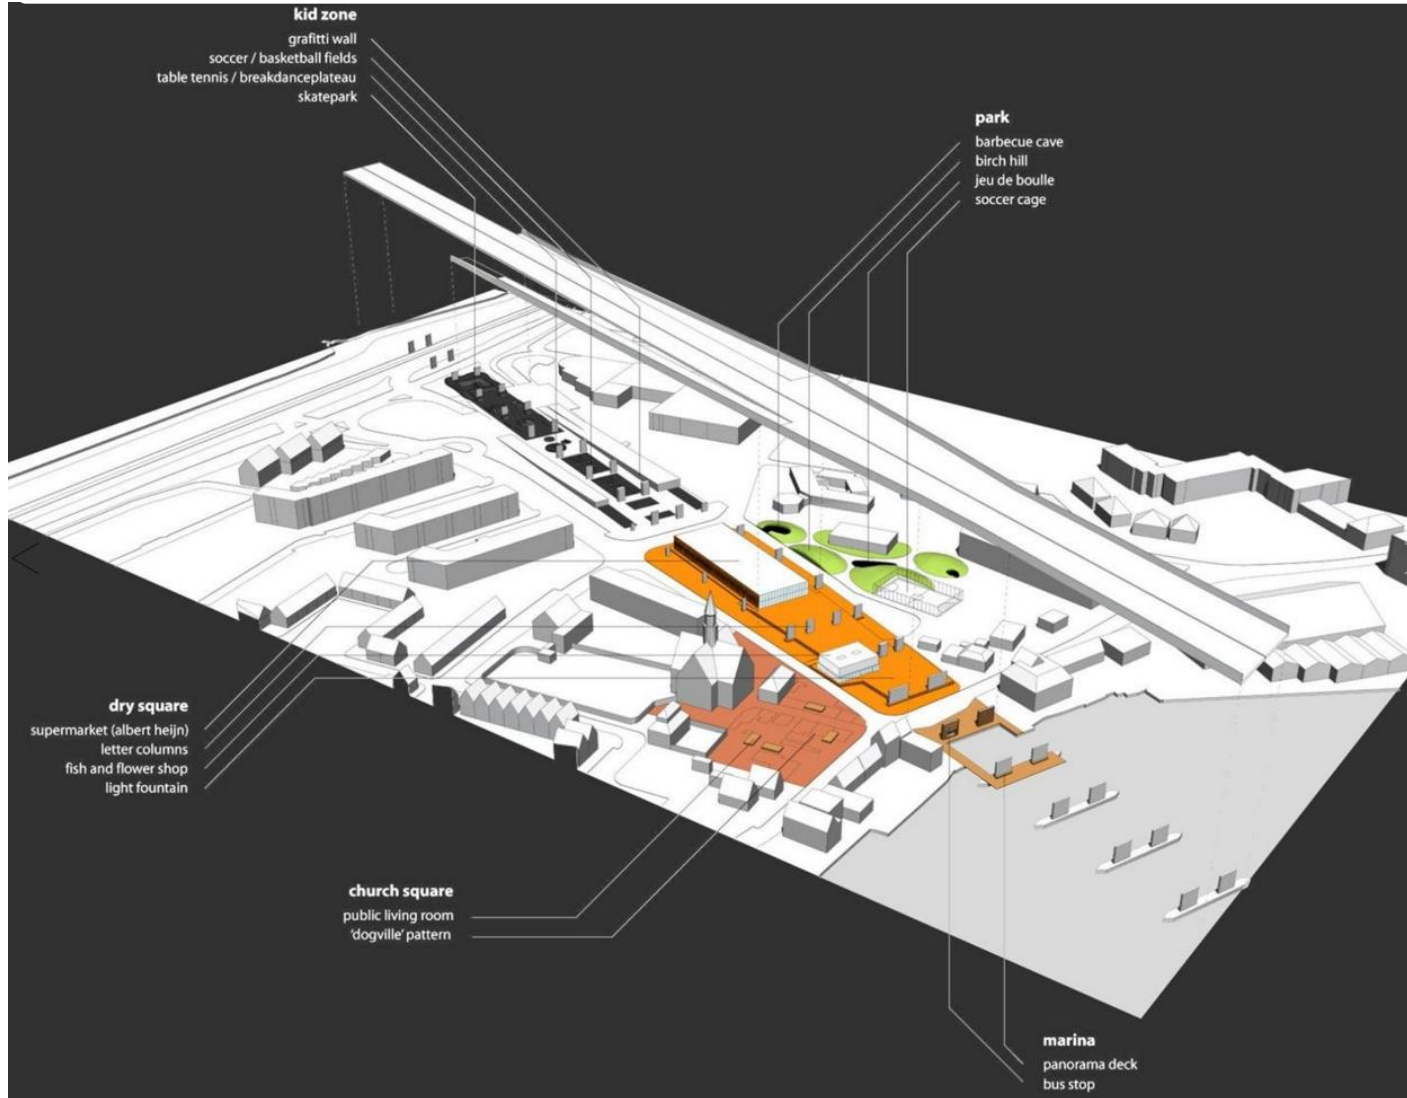 kid zone
grafitti wall
soccer / basketball fields
table tennis / breakdanceplateau
skatepark
park
barbecue cave
birch hill
jeu de boulle
soccer cage
dry square
supermarket (albert heijn)
letter columns
fish and flower shop
light fountain
church square
public living room
'dogville' pattern
marina
panorama deck
bus stop